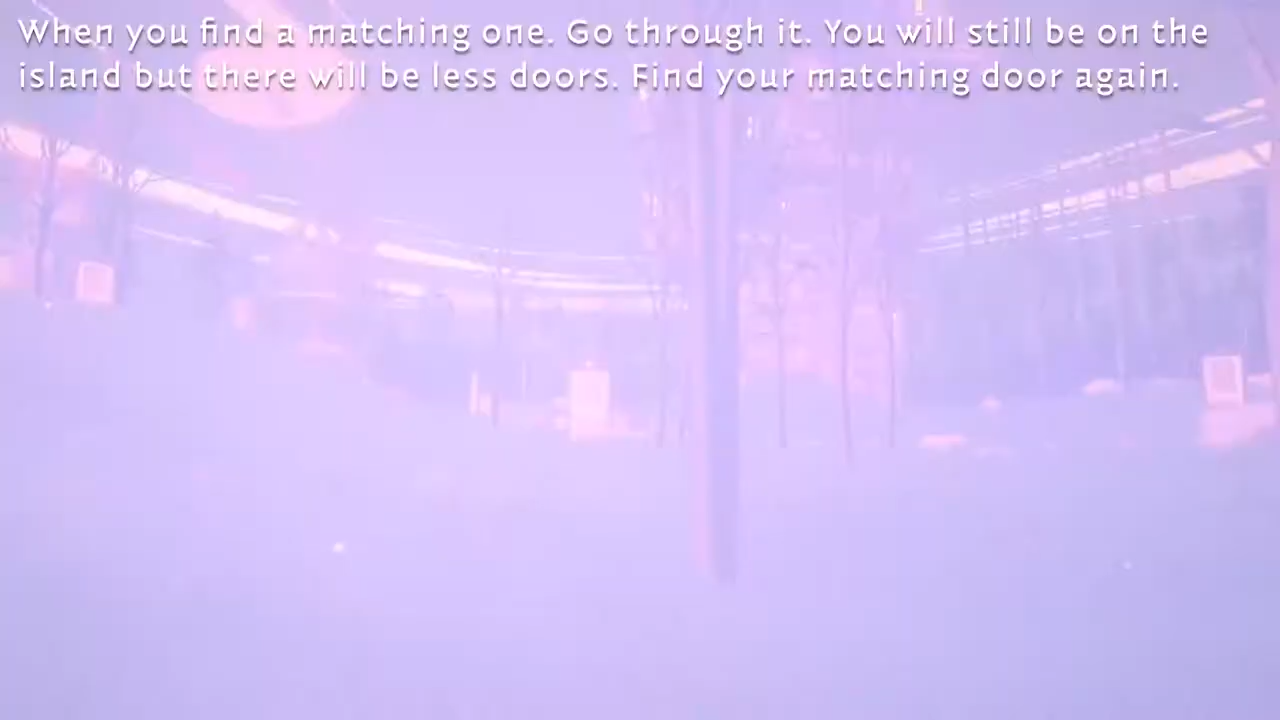 When you find a matching one. Go through it. You will still be on the
island but there will be less doors. Find your matching door again.